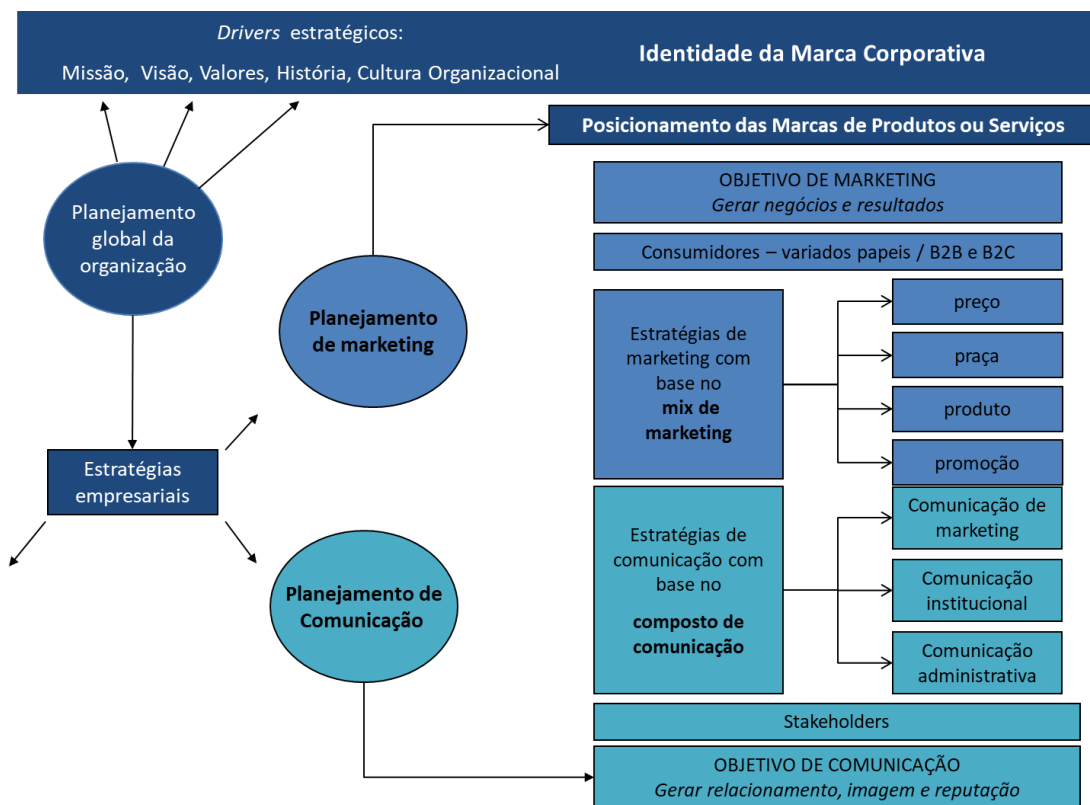 Drivers estratégicos:
Missão, Visão, Valores, História, Cultura Organizacional
Identidade da Marca Corporativa
Posicionamento das Marcas de Produtos ou Serviços
Planejamento
global da
organização
OBJETIVO DE MARKETING
Gerar negócios e resultados
Consumidores – variados papeis / B2B e B2C
Planejamento
de marketing
Estratégias de
marketing com
base no
mix de
marketing
preço
praça
produto
promoção
Estratégias
empresariais
Planejamento de
Comunicação
Estratégias de
comunicação com
base no
composto de
comunicação
Comunicação de
marketing
Comunicação
institucional
Comunicação
administrativa
Stakeholders
OBJETIVO DE COMUNICAÇÃO
Gerar relacionamento, imagem e reputação